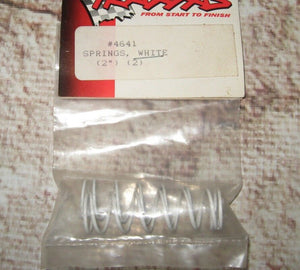 TRAXXAS
FROM START TO FINISH
#4641
SPRINGS, WHITE
(2") (2)